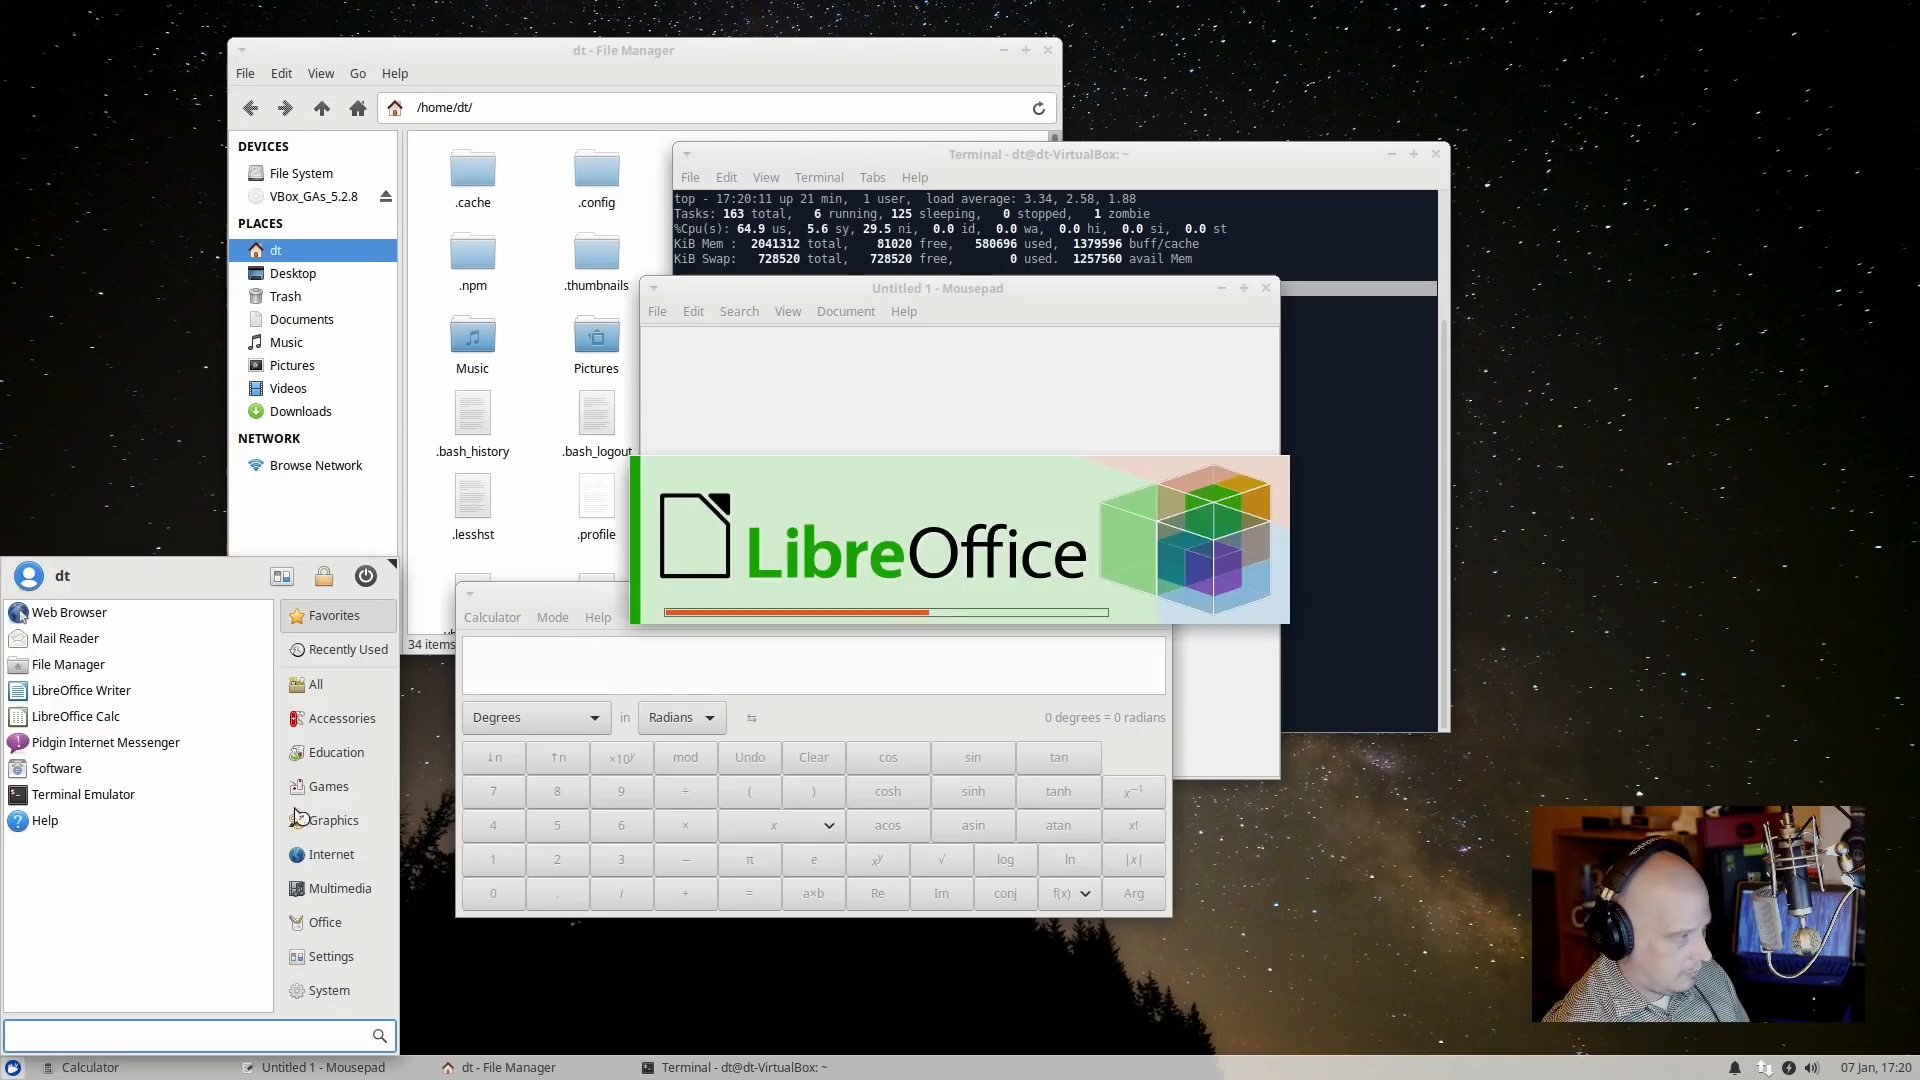 dt - File Manager
File Edit View Go Help
/home/dt/
DEVICES
File System
VBox_GAs_5.2.8
PLACES
dt
Desktop
Trash
Documents
Music
Pictures
Videos
Downloads
NETWORK
Browse Network
.cache
.config
.npm
.thumbnails
Music
Pictures
.bash_history
.bash_logout
.lesshst
.profile
34 items
Terminal - dt@dt-VirtualBox: ~
File Edit View Terminal Tabs Help
top - 17:20:11 up 21 min, 1 user, load average: 3.34, 2.58, 1.88
Tasks: 163 total, 6 running, 125 sleeping, 0 stopped, 1 zombie
%Cpu(s): 64.9 us, 5.6 sy, 29.5 ni, 0.0 id, 0.0 wa, 0.0 hi, 0.0 si, 0.0 st
KiB Mem : 2041312 total, 81020 free, 580696 used, 1379596 buff/cache
KiB Swap: 728520 total, 728520 free, 0 used. 1257560 avail Mem
Untitled 1 - Mousepad
File Edit Search View Document Help
LibreOffice
Calculator Mode Help
Degrees in Radians 0 degrees = 0 radians
↓n ↑n ×10ʸ mod Undo Clear cos sin tan
7 8 9 ÷ ( ) cosh sinh tanh x⁻¹
4 5 6 × x acos asin atan x!
1 2 3 − π e xʸ √ log ln |x|
0 . i + = a×b Re Im conj f(x) Arg
dt
Web Browser
Mail Reader
File Manager
LibreOffice Writer
LibreOffice Calc
Pidgin Internet Messenger
Software
Terminal Emulator
Help
Favorites
Recently Used
All
Accessories
Education
Games
Graphics
Internet
Multimedia
Office
Settings
System
Calculator
Untitled 1 - Mousepad
dt - File Manager
Terminal - dt@dt-VirtualBox: ~
07 Jan, 17:20